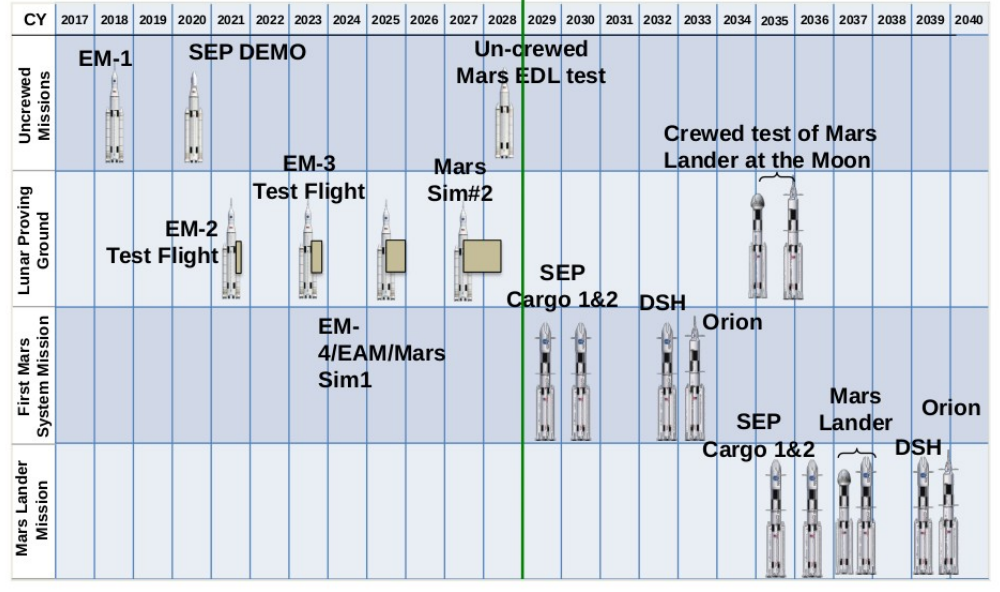 CY 2017 2018 2019 2020 2021 2022 2023 2024 2025 2026 2027 2028 2029 2030 2031 2032 2033 2034 2035 2036 2037 2038 2039 2040
Uncrewed
Missions
EM-1
SEP DEMO
Un-crewed
Mars EDL test
Lunar Proving
Ground
EM-2
Test Flight
EM-3
Test Flight
Mars
Sim#2
Crewed test of Mars
Lander at the Moon
First Mars
System Mission
EM-
4/EAM/Mars
Sim1
SEP
Cargo 1&2
DSH
Orion
Mars Lander
Mission
SEP
Cargo 1&2
Mars
Lander
DSH
Orion